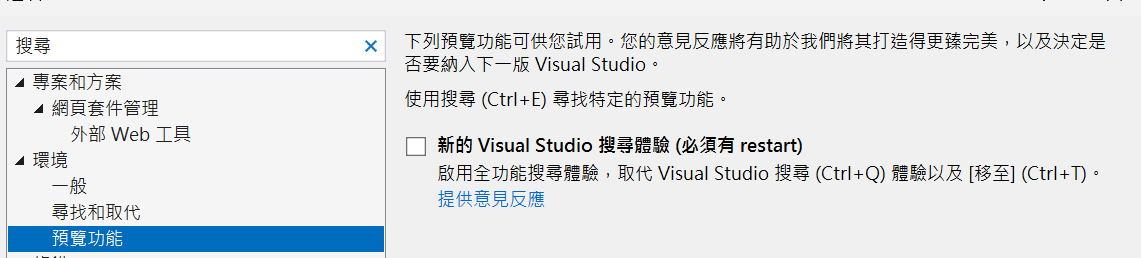 搜尋
專案和方案
網頁套件管理
外部 Web 工具
環境
一般
尋找和取代
預覽功能
下列預覽功能可供您試用。您的意見反應將有助於我們將其打造得更臻完美，以及決定是
否要納入下一版 Visual Studio。
使用搜尋 (Ctrl+E) 尋找特定的預覽功能。
新的 Visual Studio 搜尋體驗 (必須有 restart)
啟用全功能搜尋體驗，取代 Visual Studio 搜尋 (Ctrl+Q) 體驗以及 [移至] (Ctrl+T)。
提供意見反應